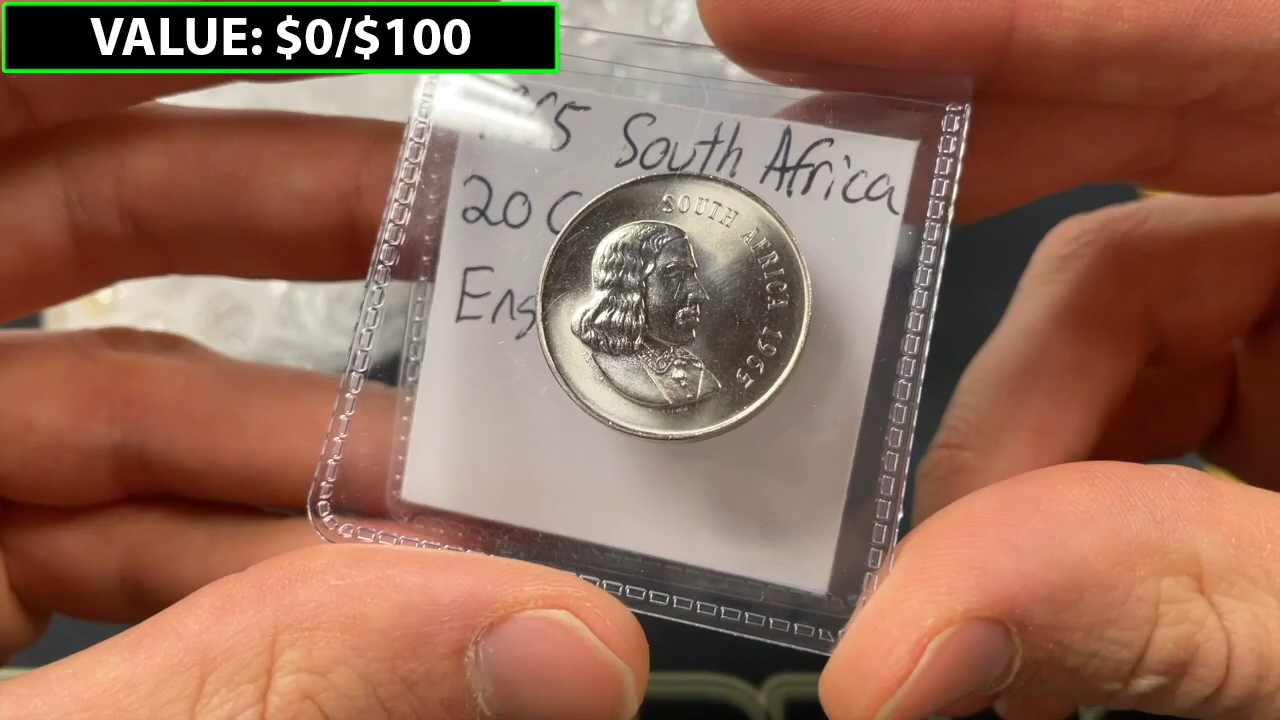 VALUE: $0/$100
South Africa
20 C
Eng
SOUTH AFRICA 1965